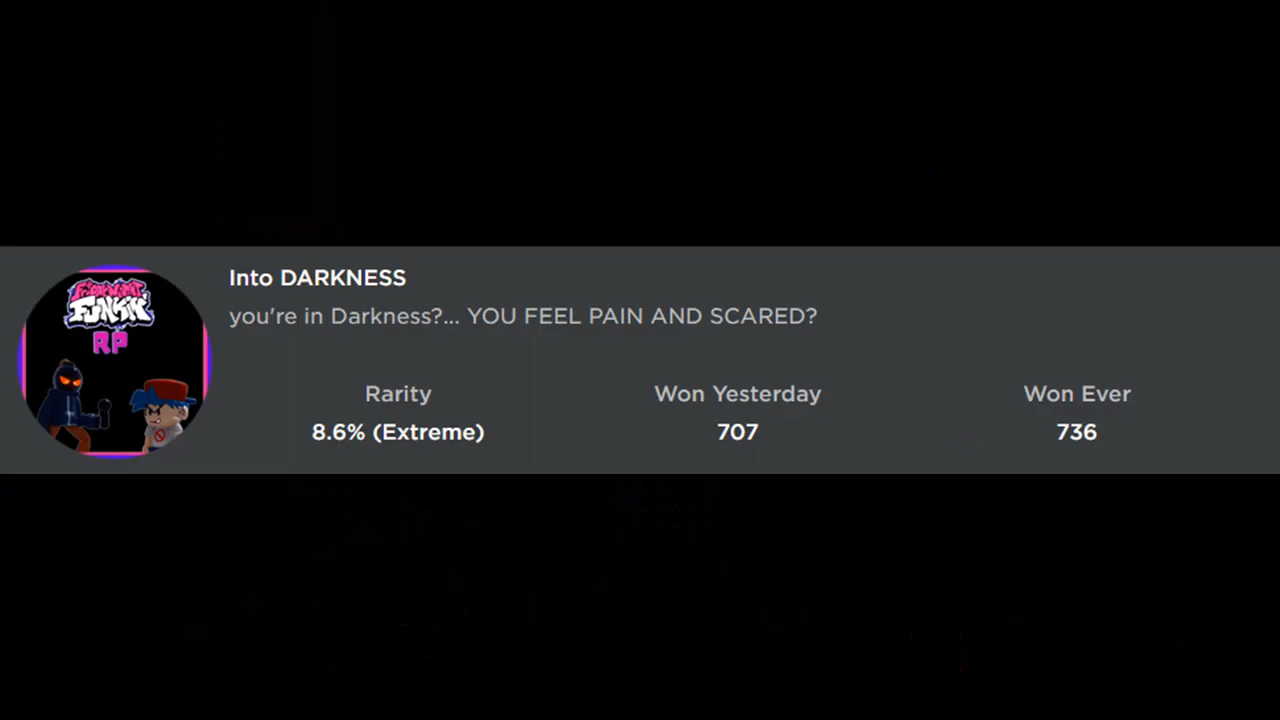 FRIDAY NIGHT
FUNKIN'
RP
Into DARKNESS
you're in Darkness?... YOU FEEL PAIN AND SCARED?
Rarity Won Yesterday Won Ever
8.6% (Extreme) 707 736